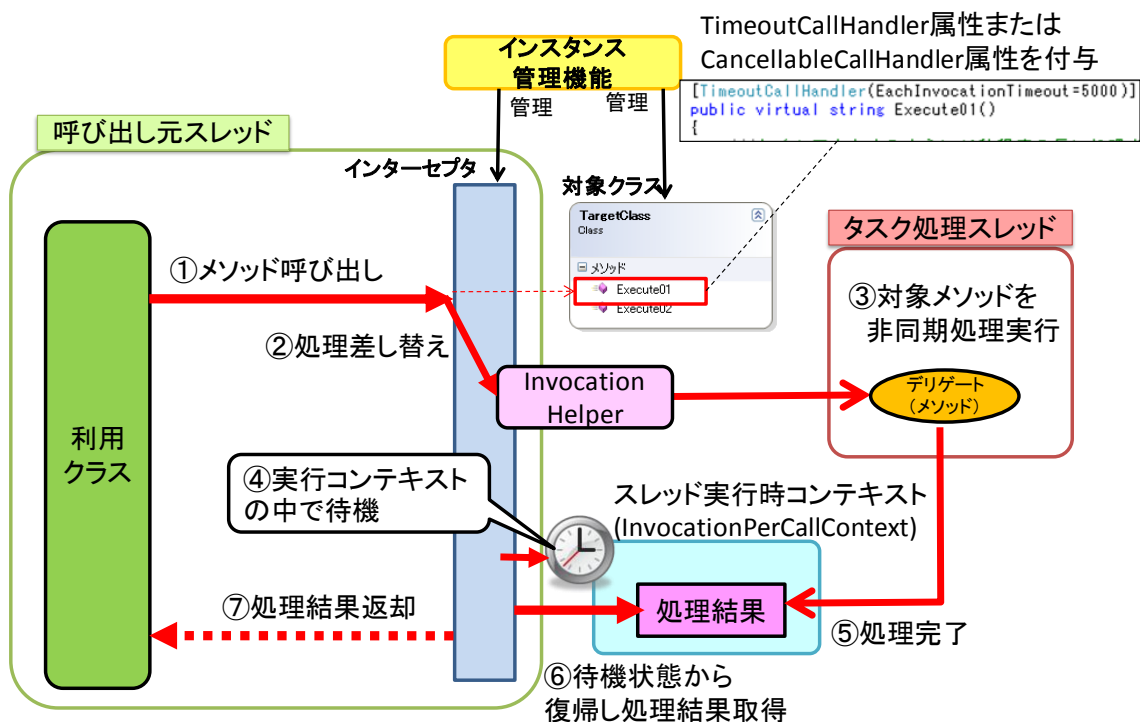 TimeoutCallHandler属性または
CancellableCallHandler属性を付与
[TimeoutCallHandler(EachInvocationTimeout=5000)]
public virtual string Execute01()
{
インスタンス
管理機能
管理
管理
呼び出し元スレッド
インターセプタ
対象クラス
TargetClass
Class
メソッド
Execute01
Execute02
タスク処理スレッド
①メソッド呼び出し
②処理差し替え
③対象メソッドを
非同期処理実行
Invocation
Helper
デリゲート
(メソッド)
利用
クラス
④実行コンテキスト
の中で待機
スレッド実行時コンテキスト
(InvocationPerCallContext)
処理結果
⑤処理完了
⑦処理結果返却
⑥待機状態から
復帰し処理結果取得